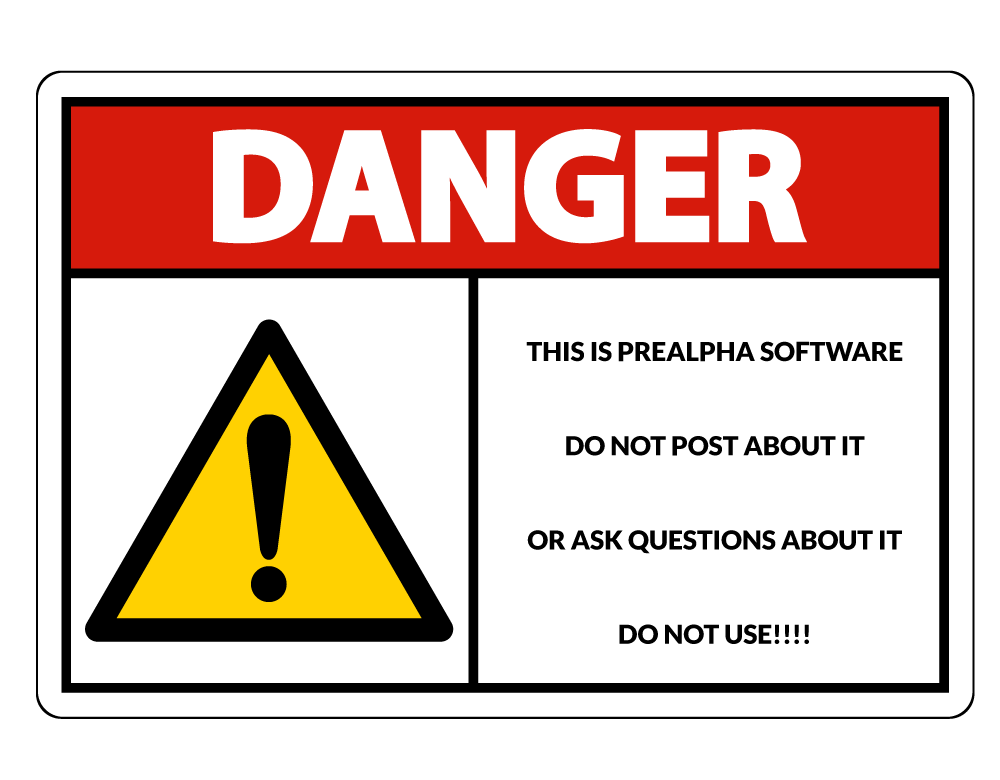 DANGER
THIS IS PREALPHA SOFTWARE
DO NOT POST ABOUT IT
OR ASK QUESTIONS ABOUT IT
DO NOT USE!!!!